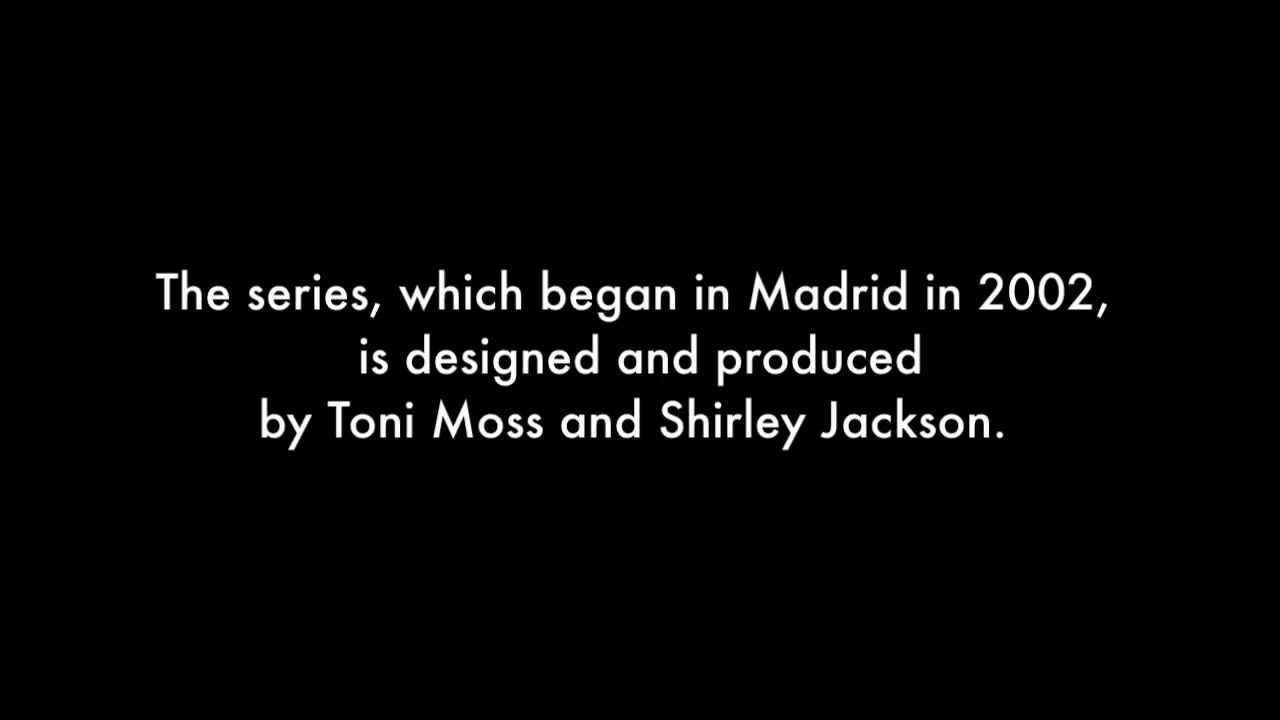 The series, which began in Madrid in 2002,
is designed and produced
by Toni Moss and Shirley Jackson.